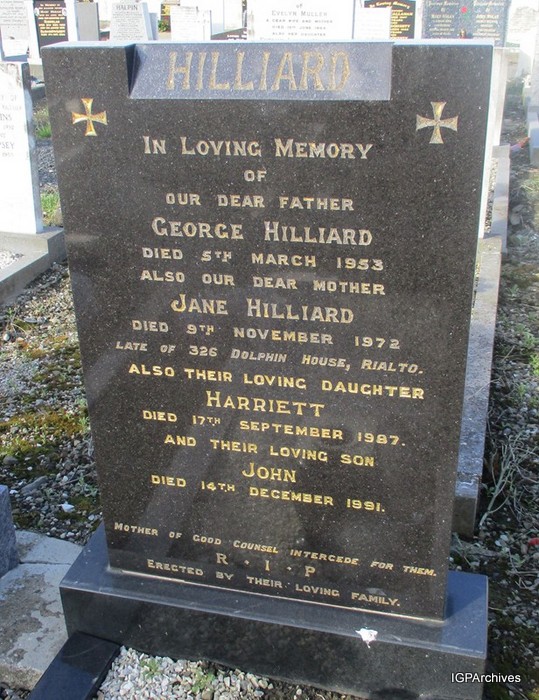 HALPIN
EVELYN MULLEN
HILLIARD
IN LOVING MEMORY
OF
OUR DEAR FATHER
GEORGE HILLIARD
DIED 5TH MARCH 1953
ALSO OUR DEAR MOTHER
JANE HILLIARD
DIED 9TH NOVEMBER 1972
LATE OF 326 DOLPHIN HOUSE, RIALTO.
ALSO THEIR LOVING DAUGHTER
HARRIETT
DIED 17TH SEPTEMBER 1987.
AND THEIR LOVING SON
JOHN
DIED 14TH DECEMBER 1991.
MOTHER OF GOOD COUNSEL INTERCEDE FOR THEM.
R · I · P
ERECTED BY THEIR LOVING FAMILY.
IGPArchives